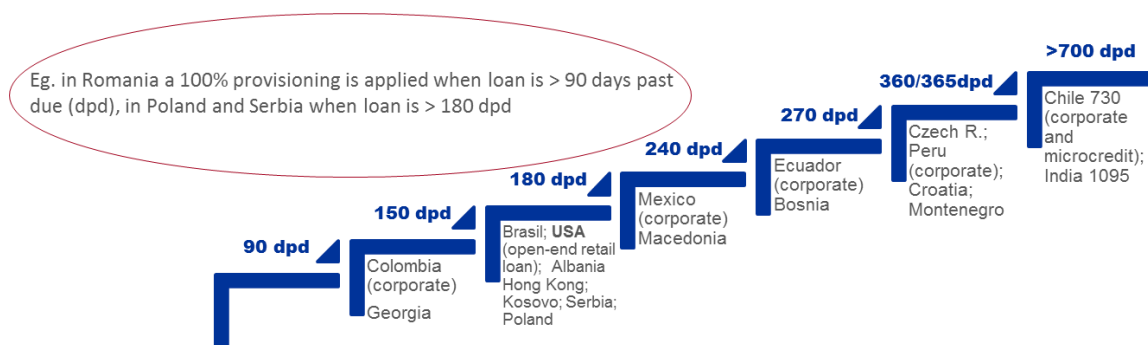 Eg. in Romania a 100% provisioning is applied when loan is > 90 days past
due (dpd), in Poland and Serbia when loan is > 180 dpd
90 dpd
150 dpd
Colombia
(corporate)
Georgia
180 dpd
Brasil; USA
(open-end retail
loan); Albania
Hong Kong;
Kosovo; Serbia;
Poland
240 dpd
Mexico
(corporate)
Macedonia
270 dpd
Ecuador
(corporate)
Bosnia
360/365dpd
Czech R.;
Peru
(corporate);
Croatia;
Montenegro
>700 dpd
Chile 730
(corporate
and
microcredit);
India 1095